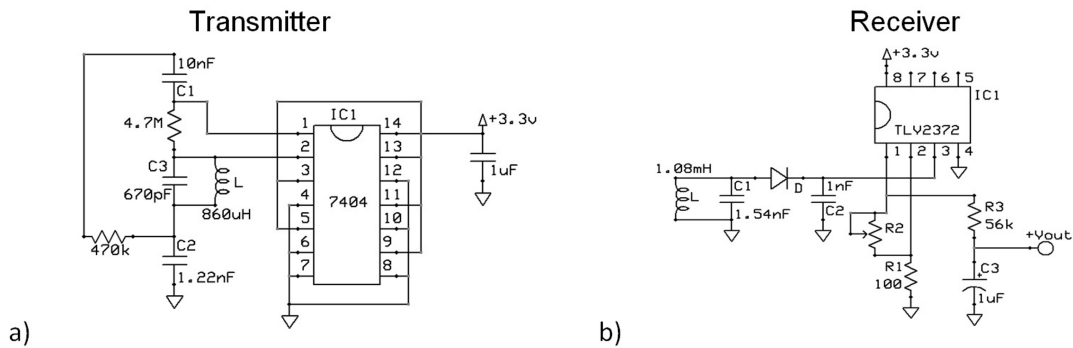 Transmitter
10nF
C1
4.7M
C3
670pF
L
860uH
470k
C2
1.22nF
IC1
7404
1
2
3
4
5
6
7
14
13
12
11
10
9
8
+3.3v
1uF
a)
Receiver
+3.3v
8 7 6 5
IC1
TLV2372
1 2 3 4
1.08mH
L
C1
1.54nF
D
1nF
C2
R2
R1
100
R3
56k
+Vout
+
C3
1uF
b)